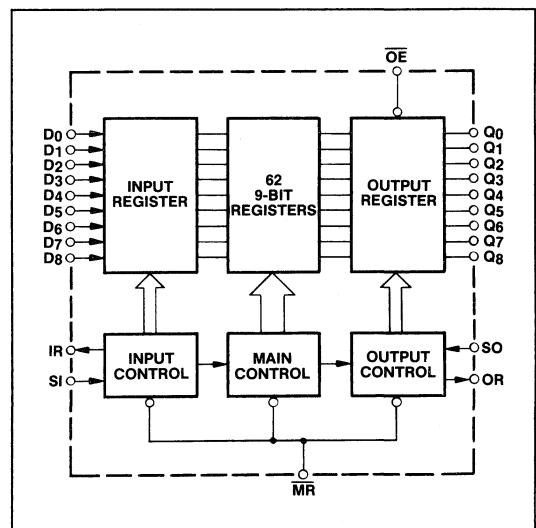 OE
D0
D1
D2
D3
D4
D5
D6
D7
D8
INPUT
REGISTER
62
9-BIT
REGISTERS
OUTPUT
REGISTER
Q0
Q1
Q2
Q3
Q4
Q5
Q6
Q7
Q8
IR
SI
INPUT
CONTROL
MAIN
CONTROL
OUTPUT
CONTROL
SO
OR
MR